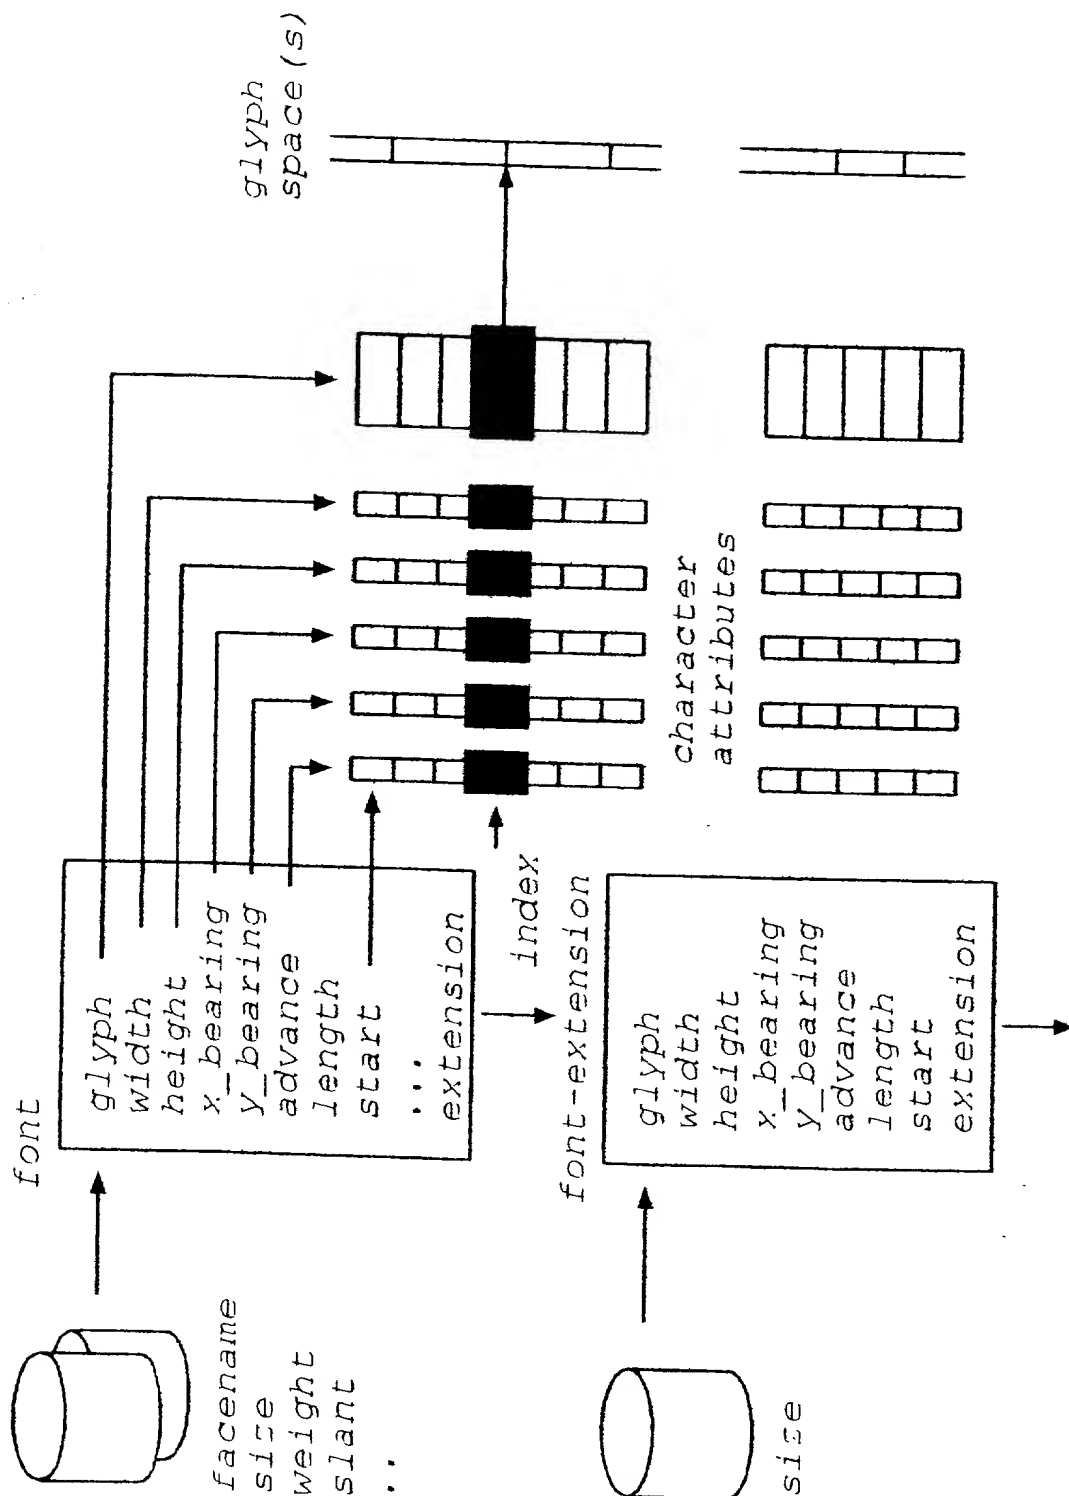 glyph
space(s)
font
glyph
width
height
x_bearing
y_bearing
advance
length
start
...
extension
character
attributes
index
facename
size
weight
slant
..
font-extension
glyph
width
height
x_bearing
y_bearing
advance
length
start
extension
size